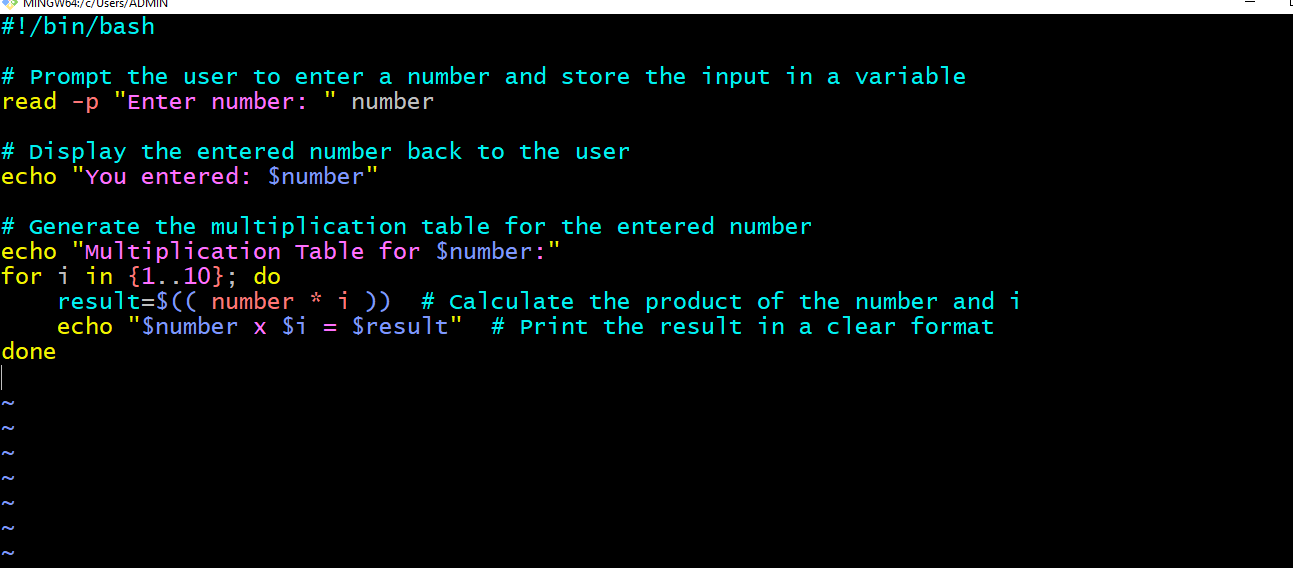 MINGW64:/c/Users/ADMIN
#!/bin/bash
# Prompt the user to enter a number and store the input in a variable
read -p "Enter number: " number
# Display the entered number back to the user
echo "You entered: $number"
# Generate the multiplication table for the entered number
echo "Multiplication Table for $number:"
for i in {1..10}; do
    result=$(( number * i ))  # Calculate the product of the number and i
    echo "$number x $i = $result"  # Print the result in a clear format
done
~
~
~
~
~
~
~